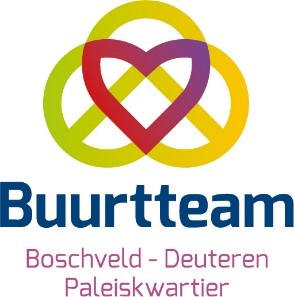 Buurtteam
Boschveld - Deuteren
Paleiskwartier